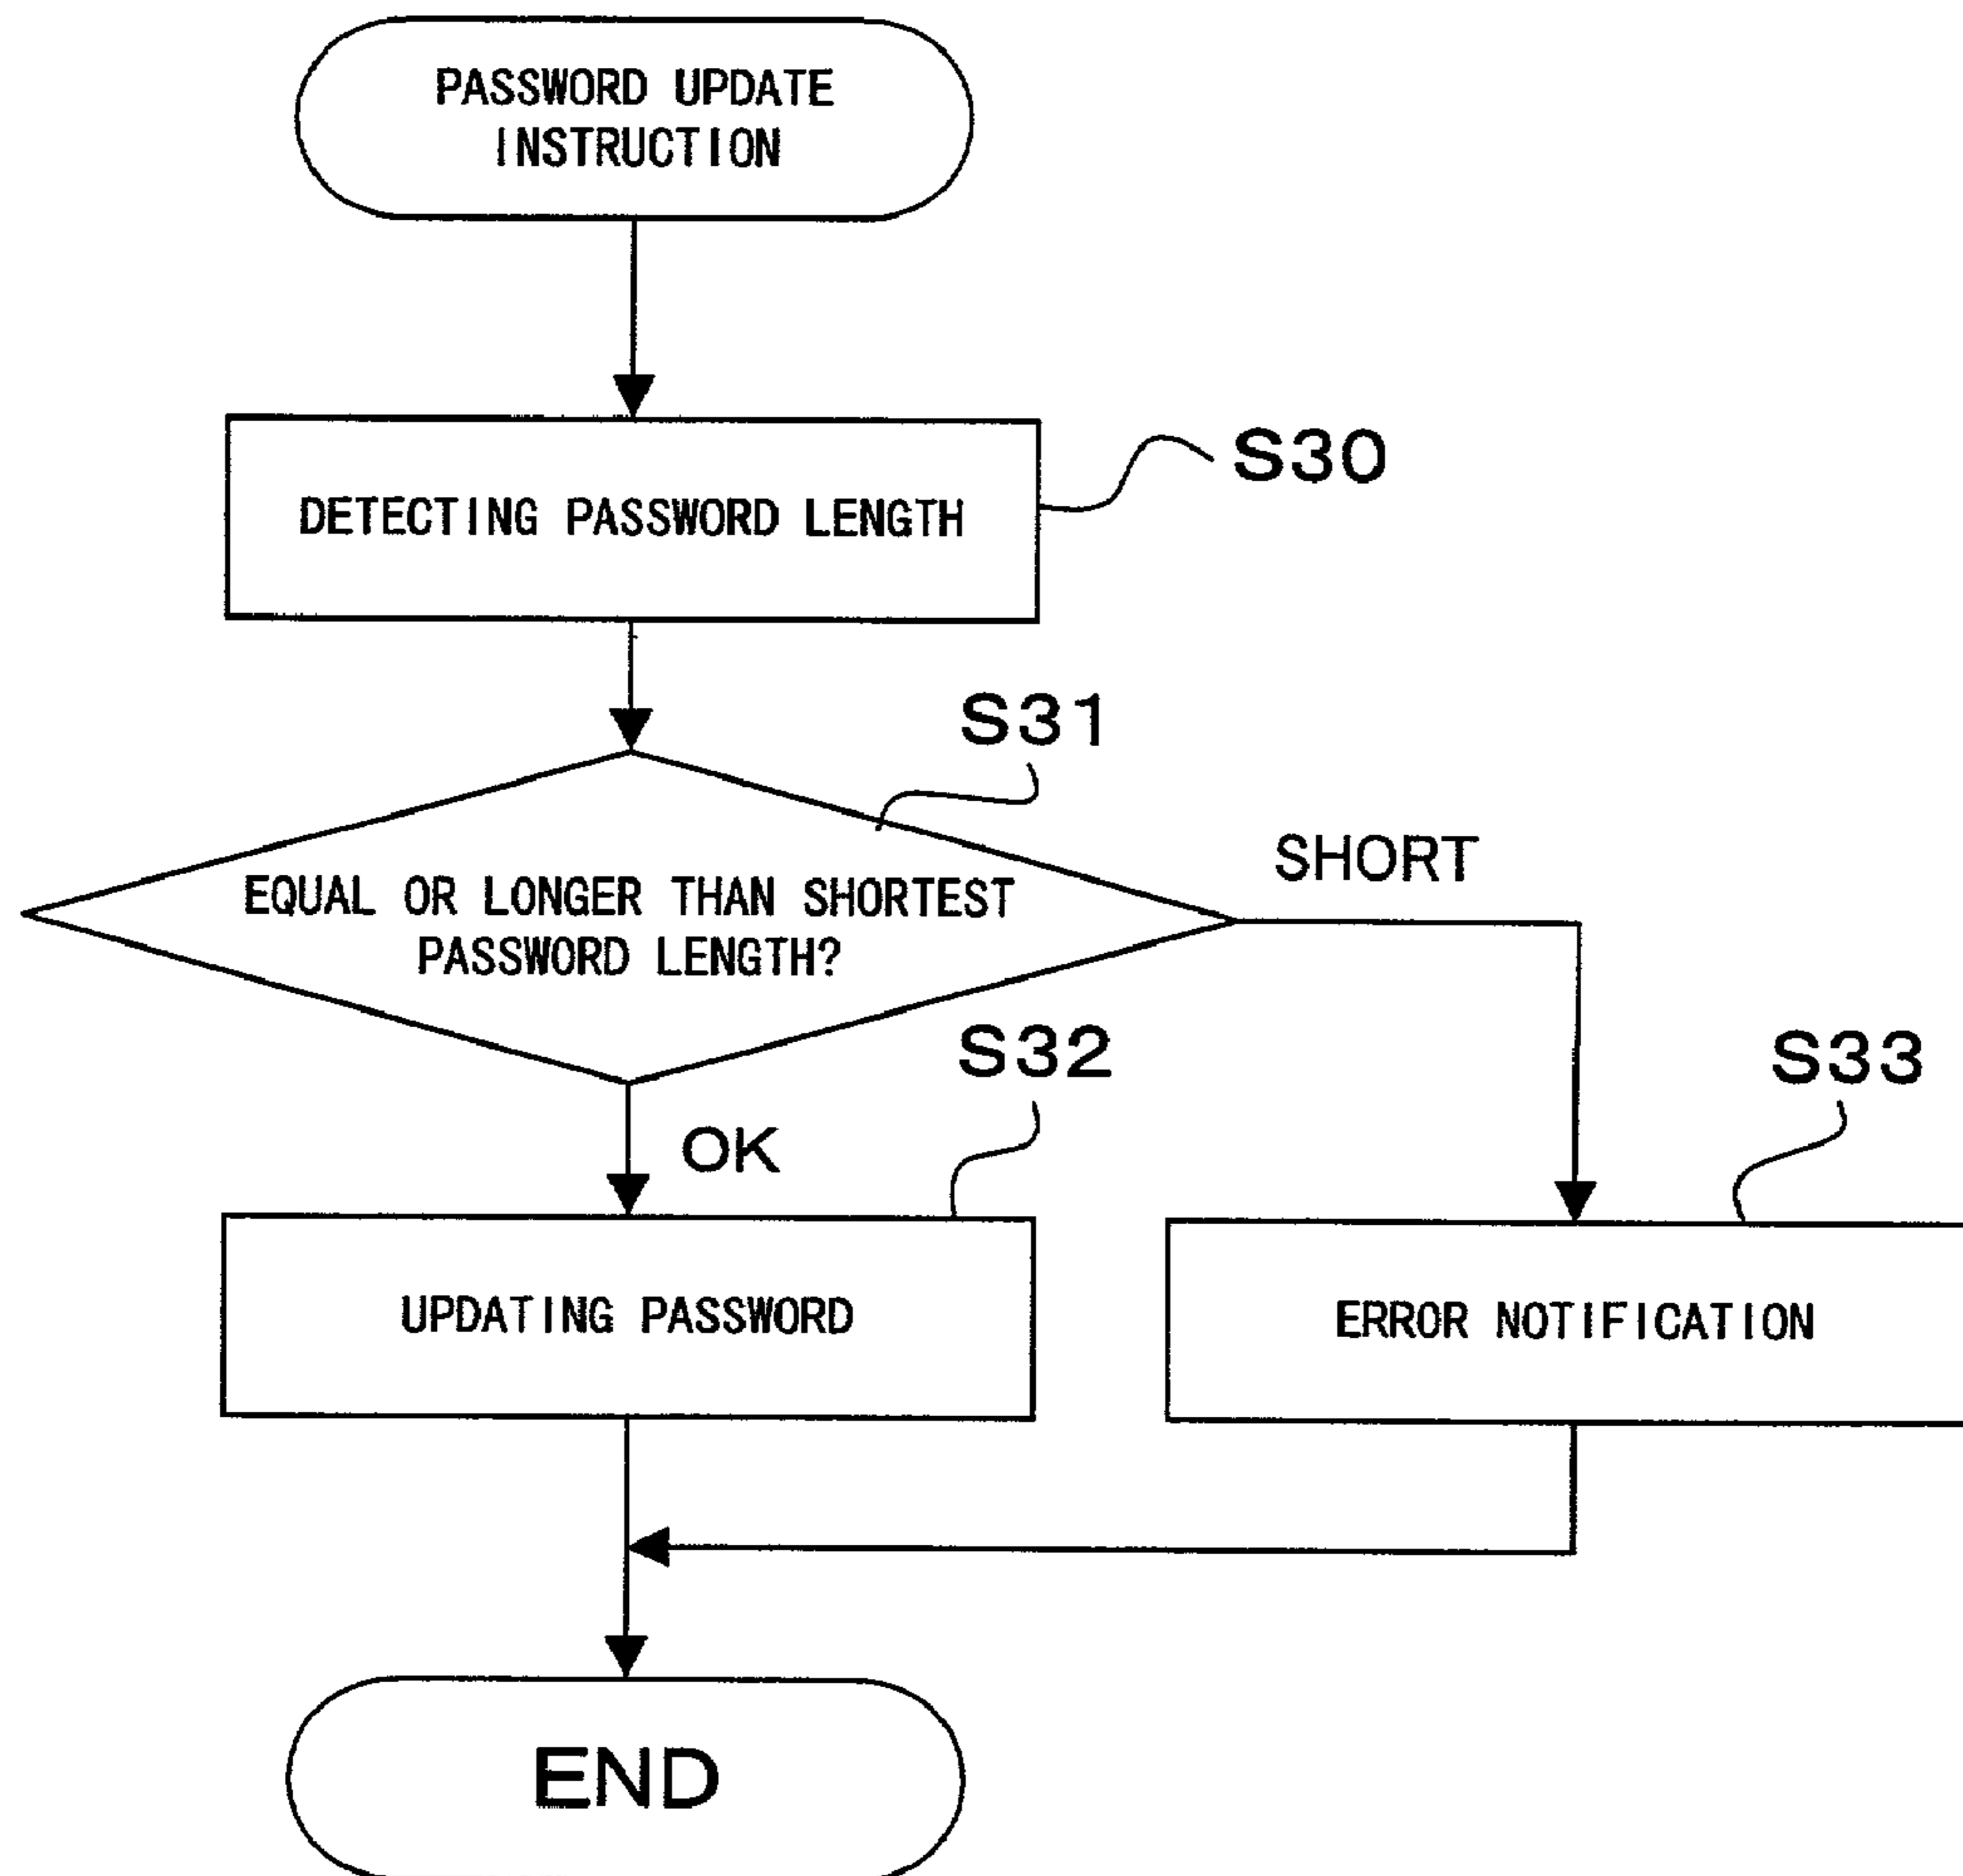 PASSWORD UPDATE
INSTRUCTION
S30
DETECTING PASSWORD LENGTH
S31
SHORT
EQUAL OR LONGER THAN SHORTEST
PASSWORD LENGTH?
S32
S33
OK
UPDATING PASSWORD
ERROR NOTIFICATION
END